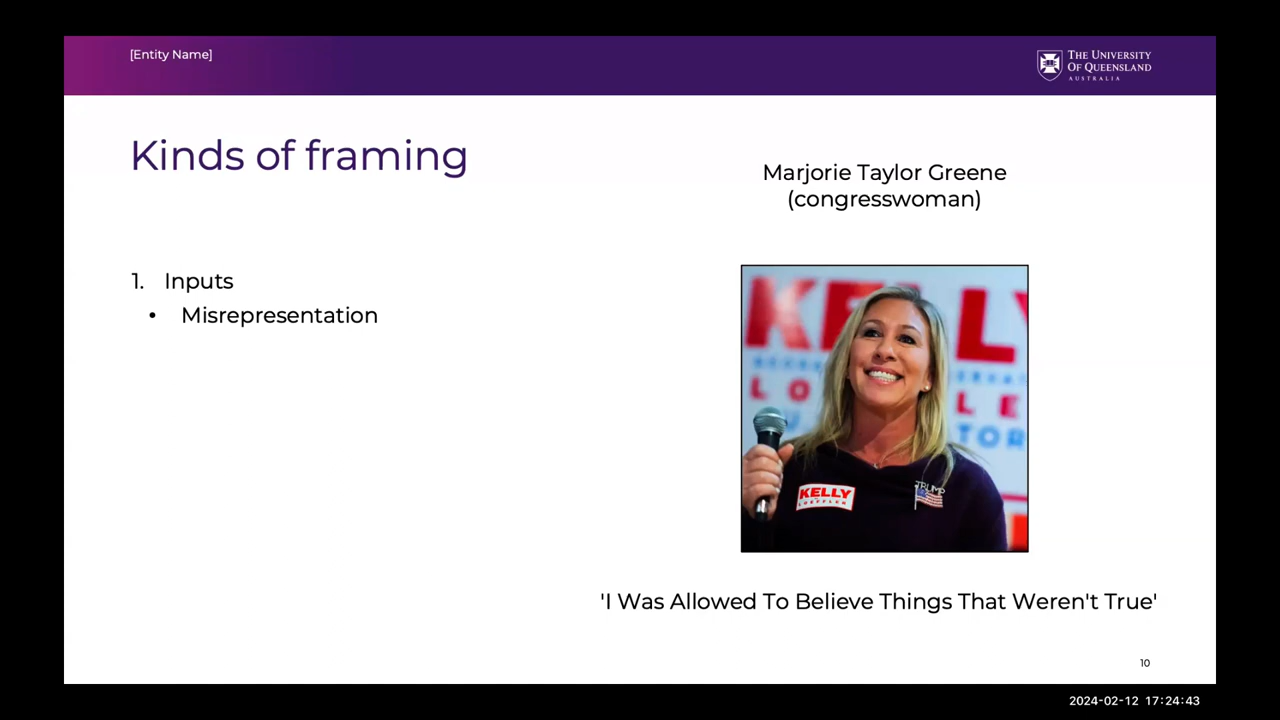 [Entity Name]
THE UNIVERSITY
OF QUEENSLAND
AUSTRALIA
Kinds of framing
Marjorie Taylor Greene
(congresswoman)
1. Inputs
• Misrepresentation
KELLY
TRUMP
KELLY
LOEFFLER
'I Was Allowed To Believe Things That Weren't True'
10
2024-02-12 17:24:43